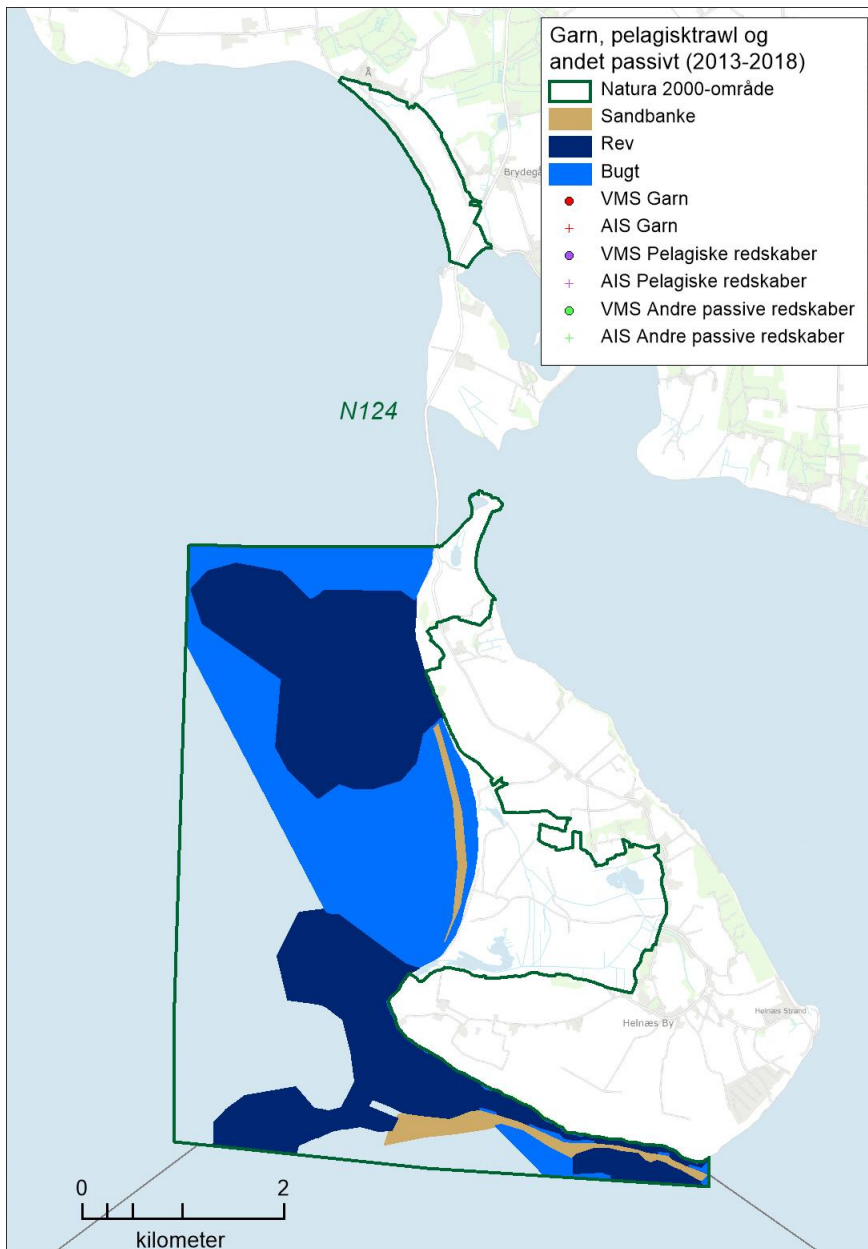 Garn, pelagisktrawl og
andet passivt (2013-2018)
Natura 2000-område
Sandbanke
Rev
Bugt
VMS Garn
AIS Garn
VMS Pelagiske redskaber
AIS Pelagiske redskaber
VMS Andre passive redskaber
AIS Andre passive redskaber
Å
N124
Helnæs Strand
Helnæs By
0 2
kilometer